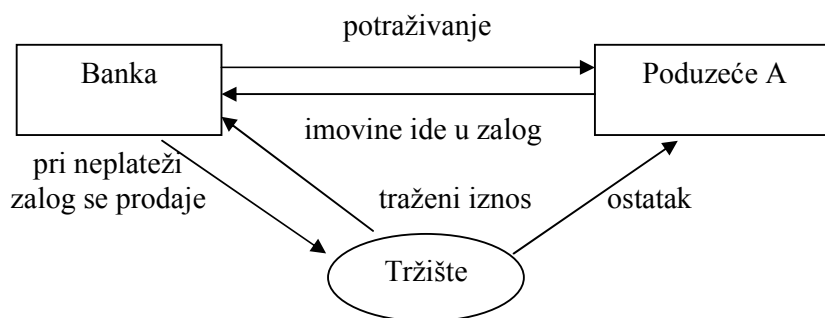 potraživanje
Banka
Poduzeće A
imovine ide u zalog
pri neplateži
zalog se prodaje
traženi iznos
ostatak
Tržište